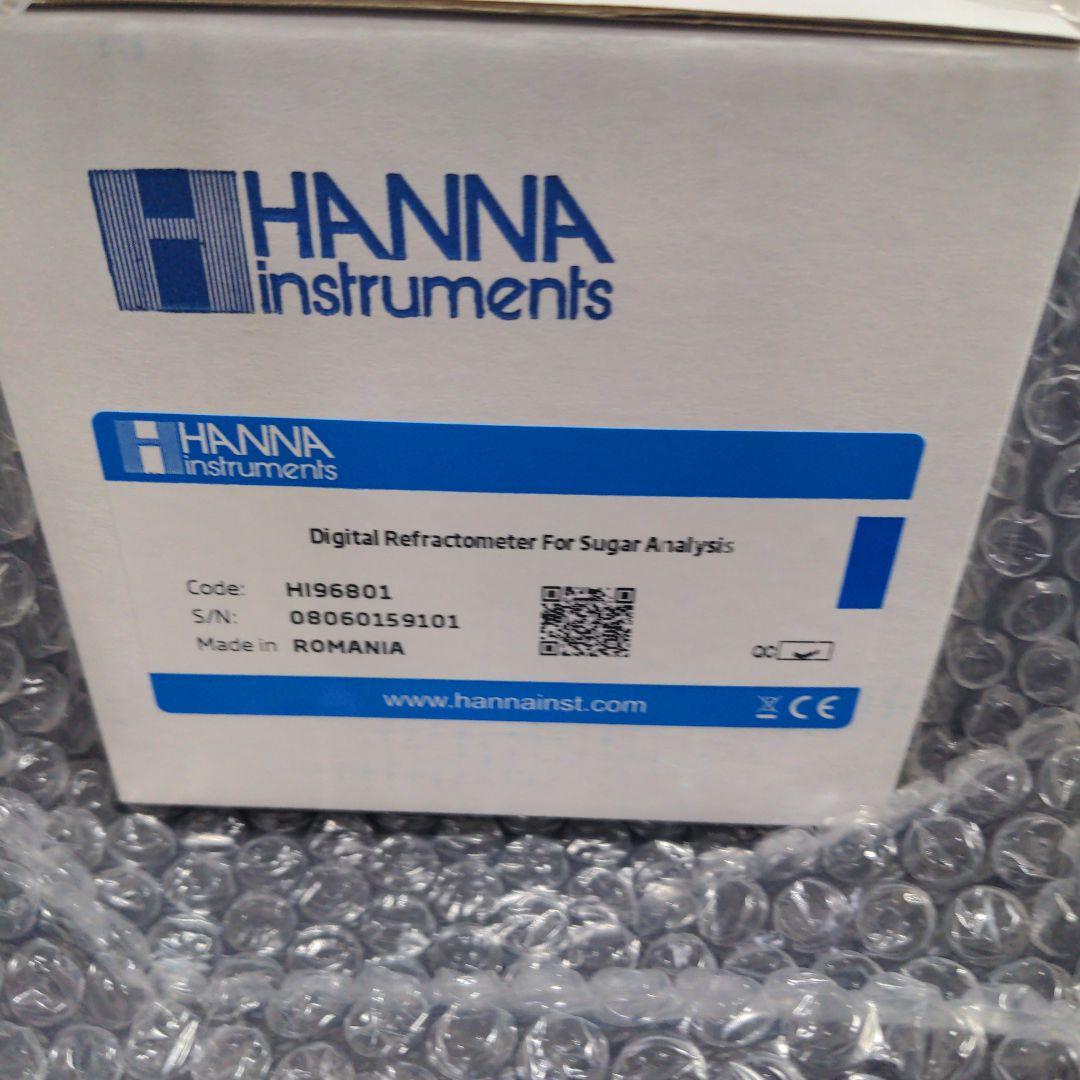 HANNA
instruments
HANNA
instruments
Digital Refractometer For Sugar Analysis
Code: HI96801
S/N: 08060159101
Made in ROMANIA
QC
www.hannainst.com
CE